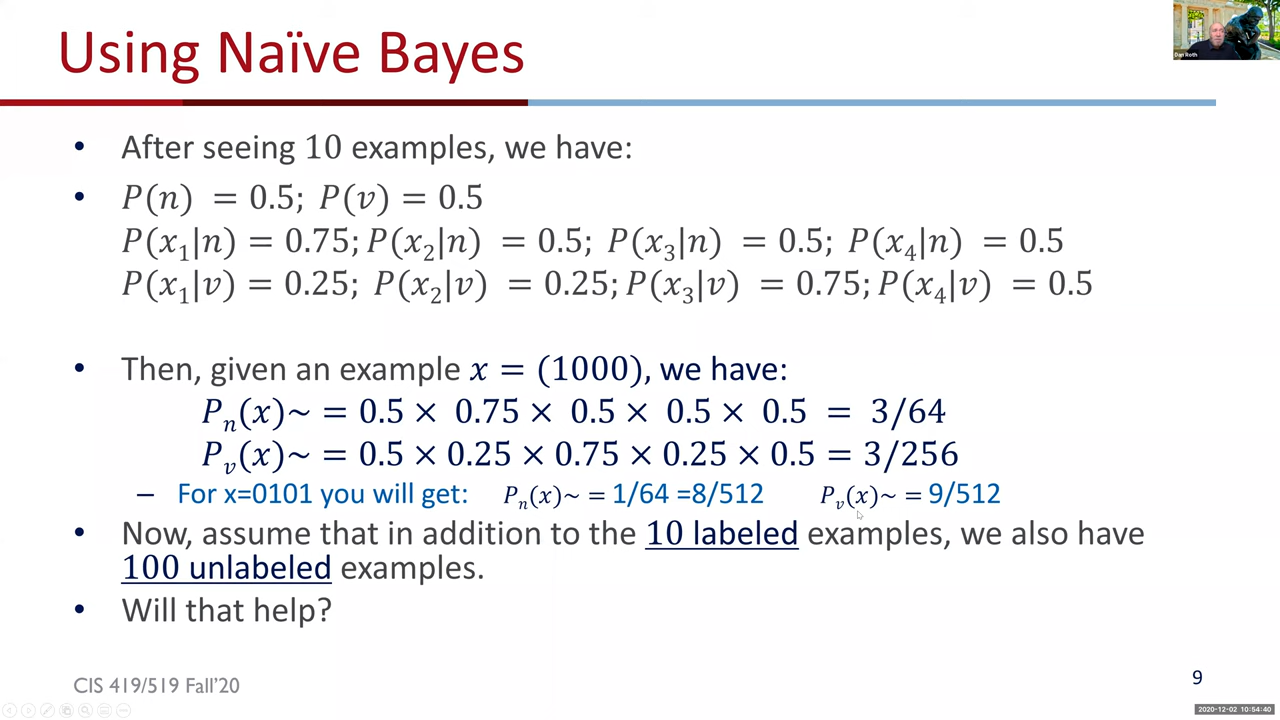 Using Naïve Bayes
Dan Roth
• After seeing 10 examples, we have:
• P(n) = 0.5; P(v) = 0.5
P(x₁|n) = 0.75; P(x₂|n) = 0.5; P(x₃|n) = 0.5; P(x₄|n) = 0.5
P(x₁|v) = 0.25; P(x₂|v) = 0.25; P(x₃|v) = 0.75; P(x₄|v) = 0.5
• Then, given an example x = (1000), we have:
Pₙ(x)~ = 0.5 × 0.75 × 0.5 × 0.5 × 0.5 = 3/64
Pᵥ(x)~ = 0.5 × 0.25 × 0.75 × 0.25 × 0.5 = 3/256
– For x=0101 you will get: Pₙ(x)~ = 1/64 =8/512 Pᵥ(x)~ = 9/512
• Now, assume that in addition to the 10 labeled examples, we also have
100 unlabeled examples.
• Will that help?
CIS 419/519 Fall'20
9
2020-12-02 10:54:40